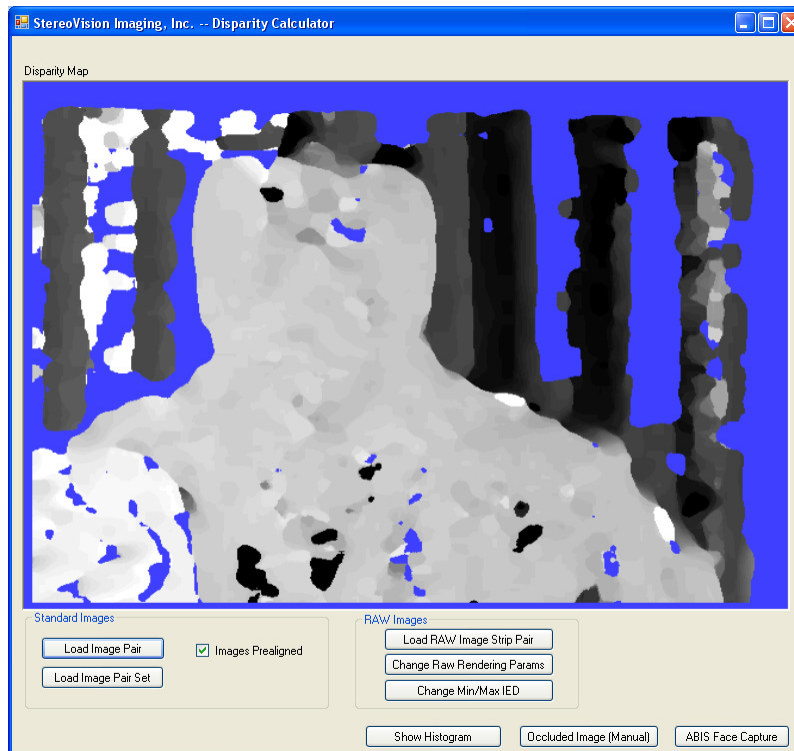 StereoVision Imaging, Inc. -- Disparity Calculator
Disparity Map
Standard Images
Load Image Pair
Images Prealigned
Load Image Pair Set
RAW Images
Load RAW Image Strip Pair
Change Raw Rendering Params
Change Min/Max IED
Show Histogram
Occluded Image (Manual)
ABIS Face Capture